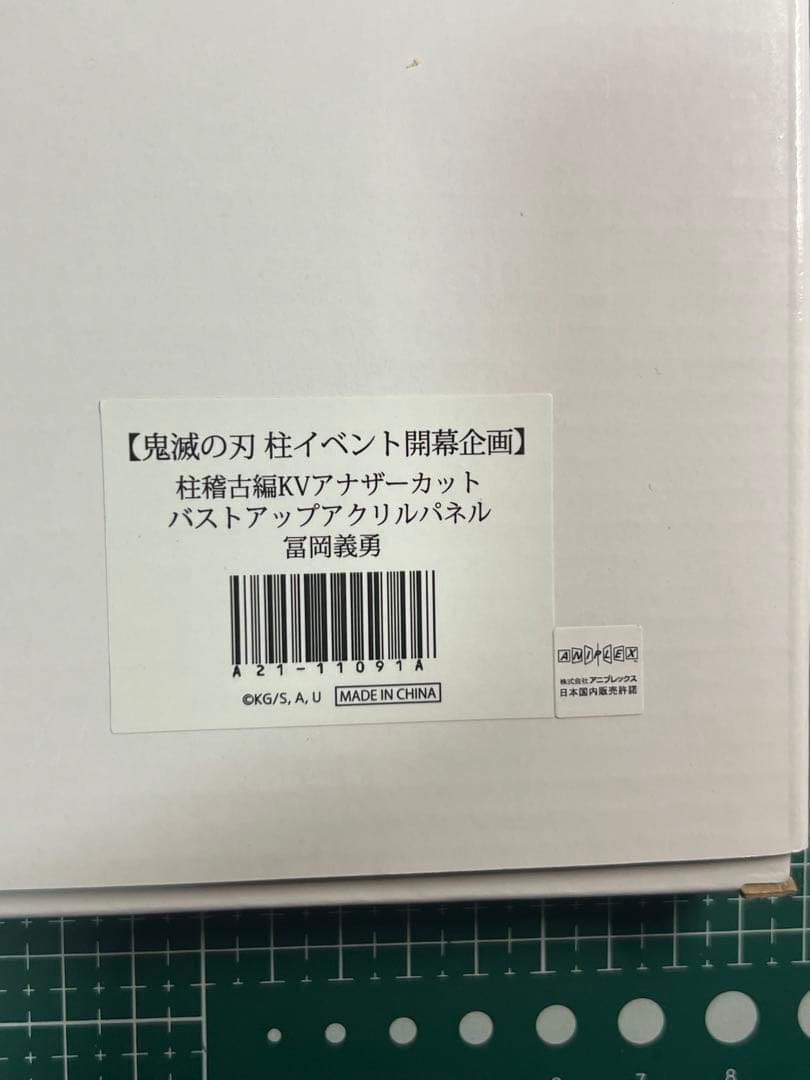 【鬼滅の刃 柱イベント開幕企画】
柱稽古編KVアナザーカット
バストアップアクリルパネル
冨岡義勇
A21-11091A
©KG/S, A, U MADE IN CHINA
ANIPLEX
株式会社アニプレックス
日本国内販売許諾
7 8